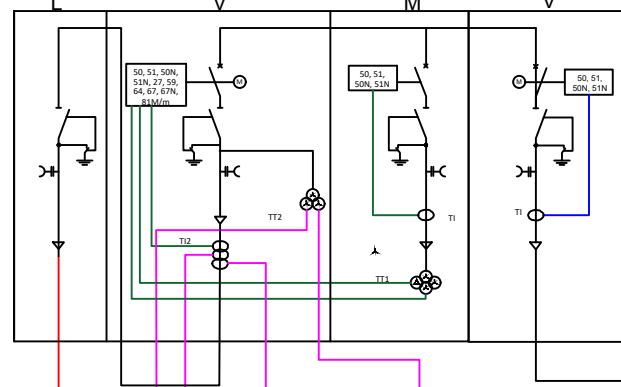 L
V
M
V
50, 51, 50N,
51N, 27, 59,
64, 67, 67N,
81M/m
M
50, 51,
50N, 51N
M
50, 51,
50N, 51N
TT2
TI
TI
TI2
TT1